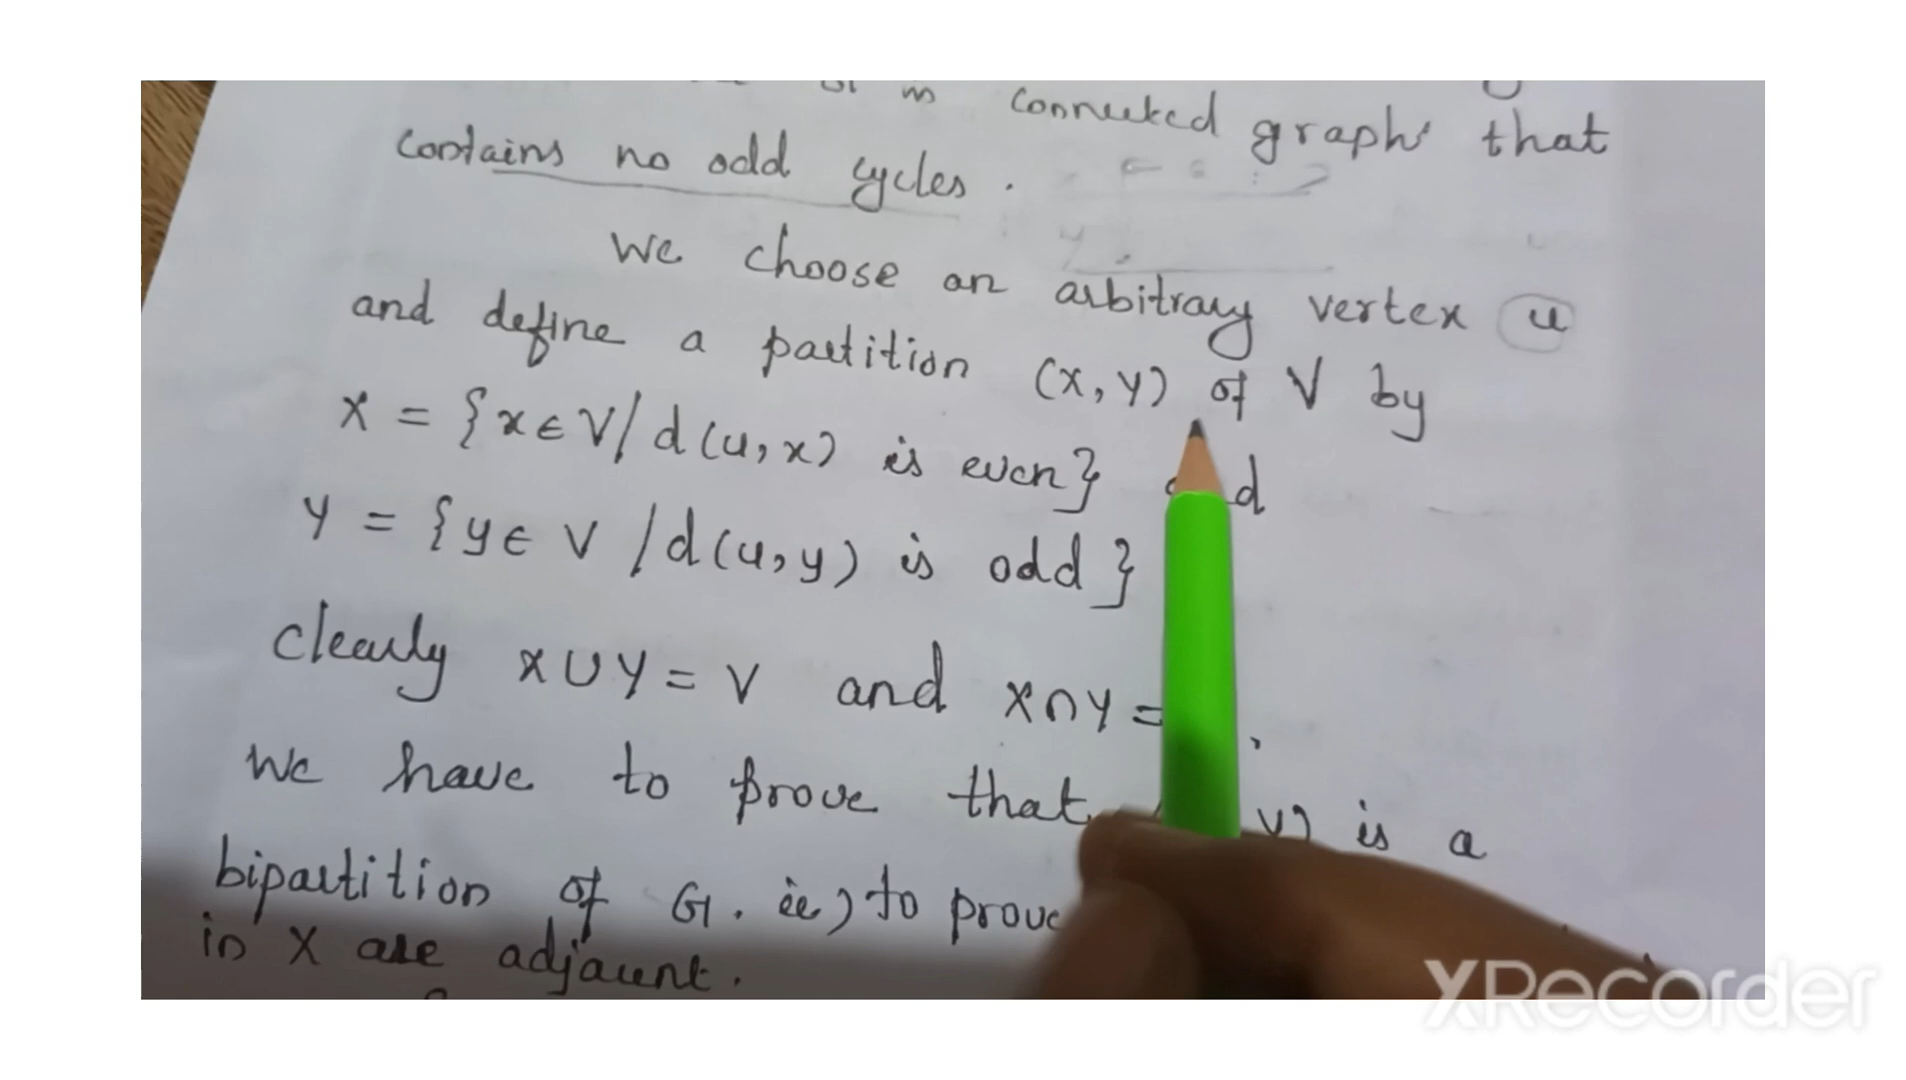 is connected graph that
contains no odd cycles.
We choose an arbitrary vertex u
and define a partition (X, Y) of V by
X = {x ∈ V / d(u, x) is even} and
Y = {y ∈ V / d(u, y) is odd}
Clearly X ∪ Y = V and X ∩ Y =
We have to prove that Y) is a
bipartition of G. ie) to prove
in X are adjacent.
XRecorder